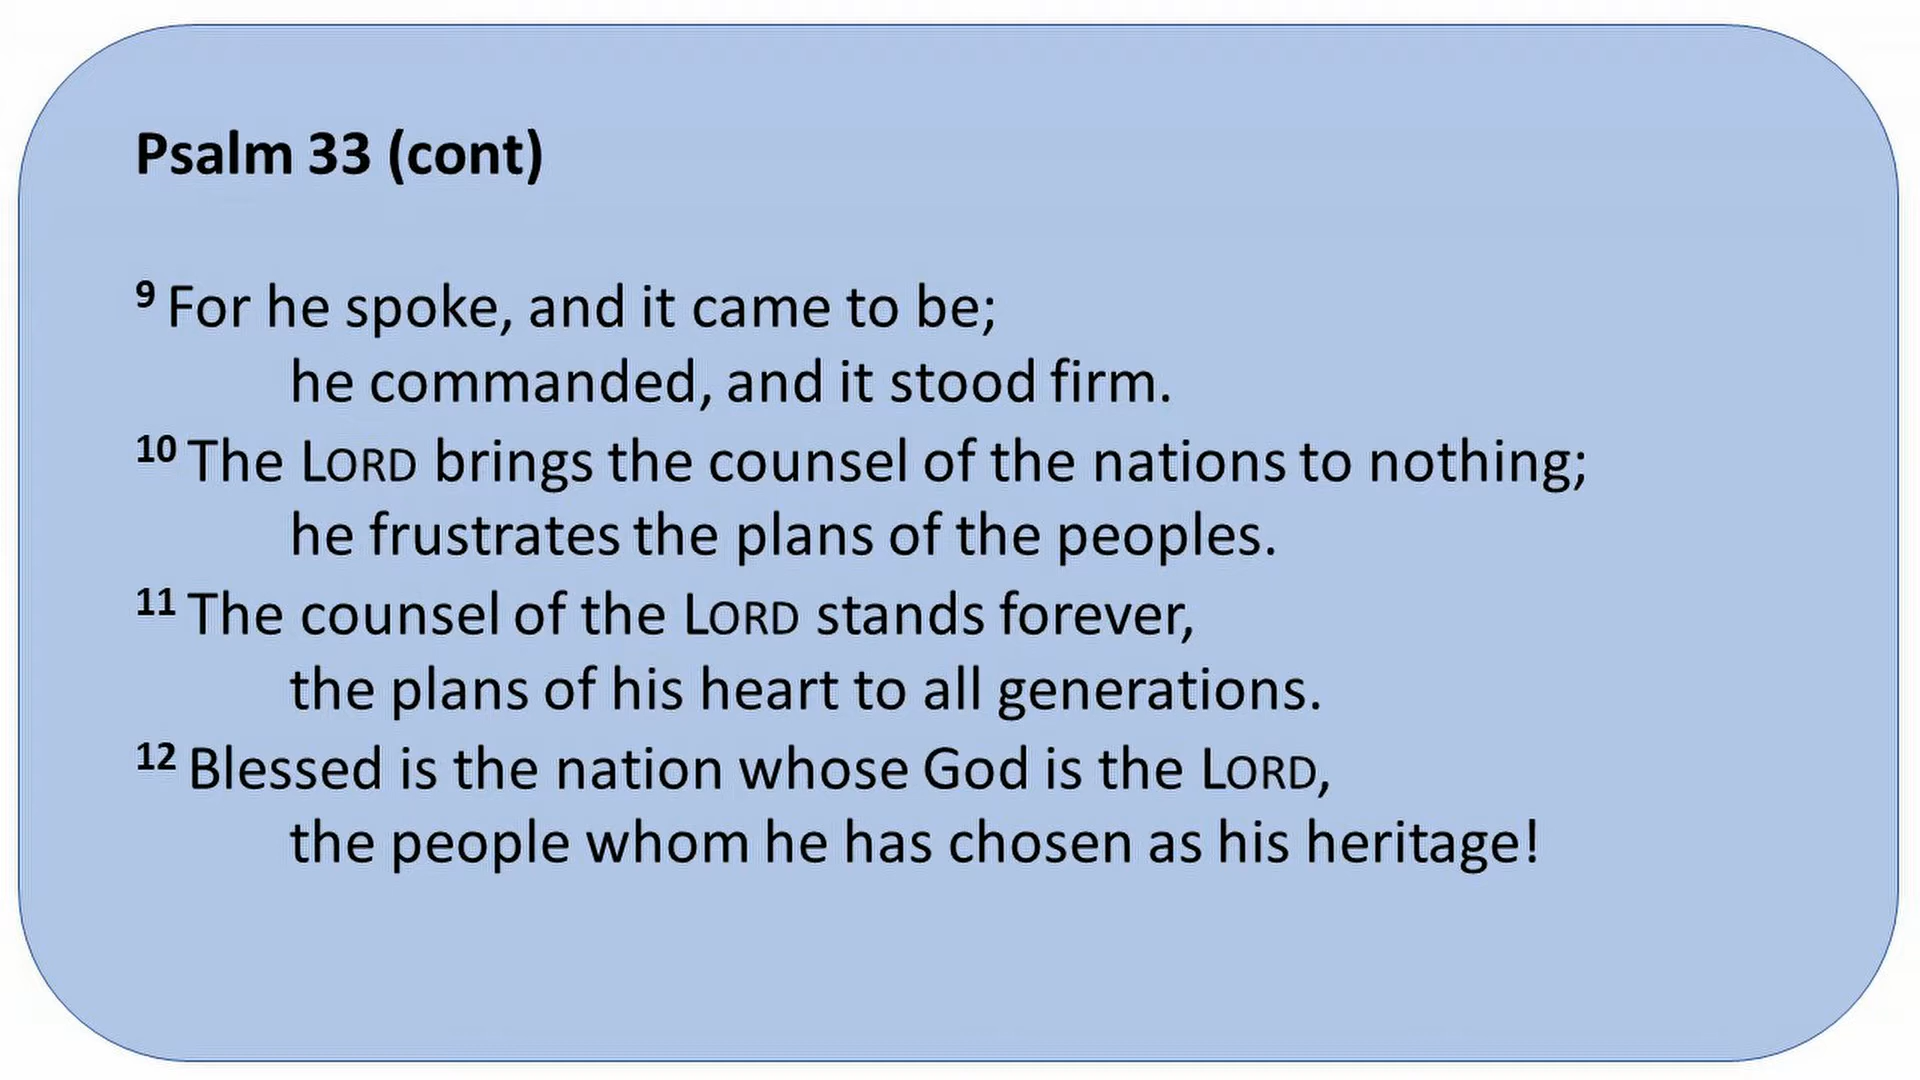 Psalm 33 (cont)
9 For he spoke, and it came to be;
he commanded, and it stood firm.
10 The LORD brings the counsel of the nations to nothing;
he frustrates the plans of the peoples.
11 The counsel of the LORD stands forever,
the plans of his heart to all generations.
12 Blessed is the nation whose God is the LORD,
the people whom he has chosen as his heritage!